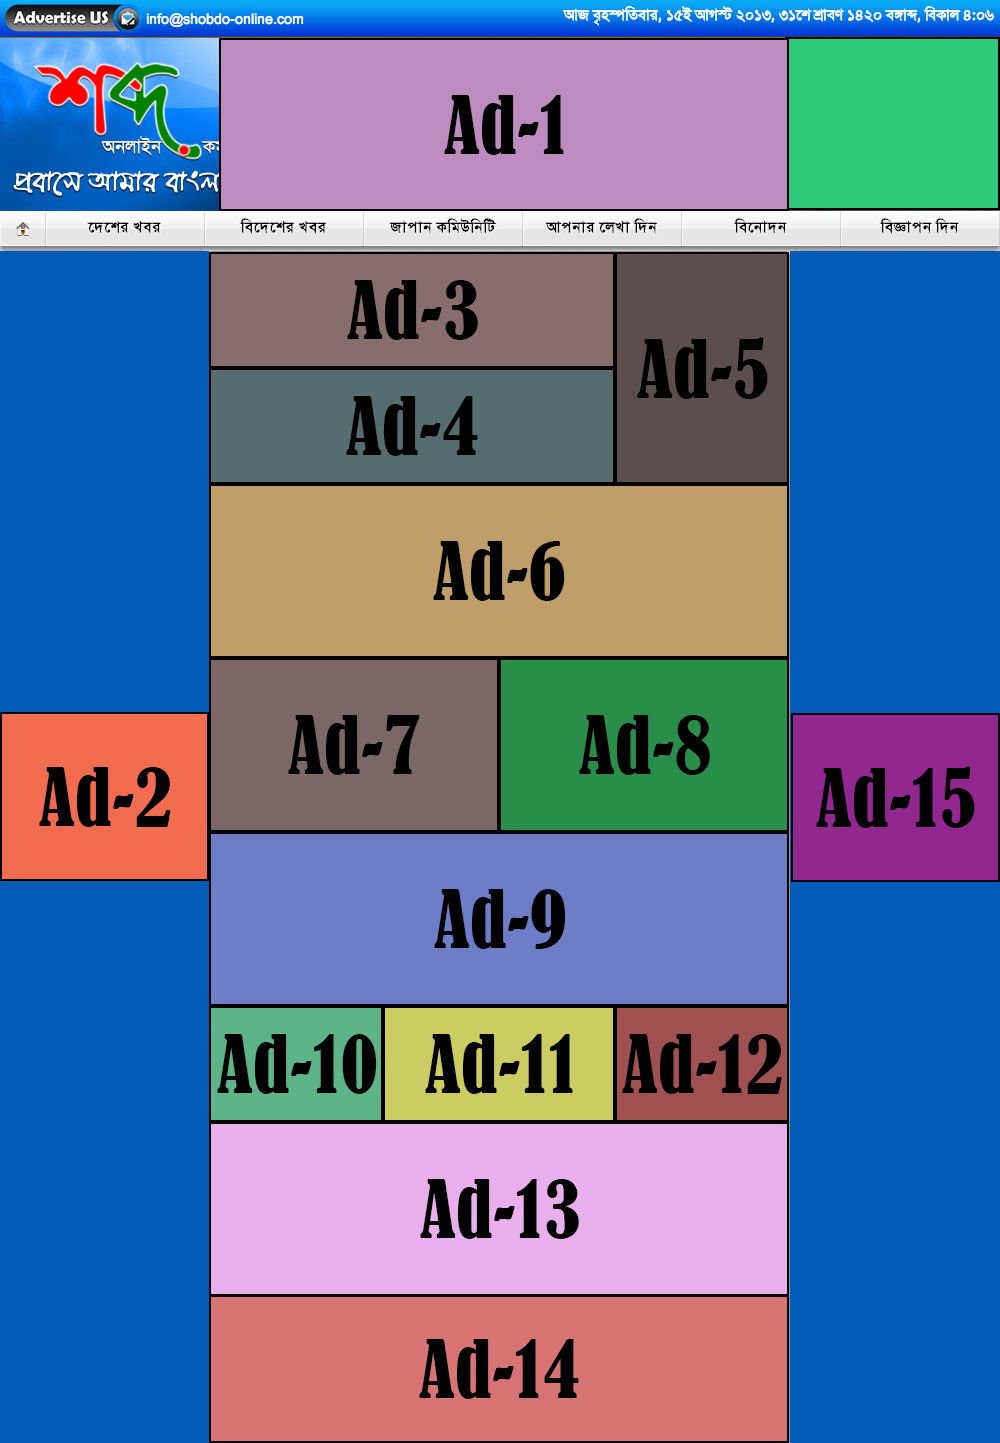 Advertise US info@shobdo-online.com আজ বৃহস্পতিবার, ১৫ই আগস্ট ২০১৩, ৩১শে শ্রাবণ ১৪২০ বঙ্গাব্দ, বিকাল ৪:০৬
শব্দ
অনলাইন
প্রবাসে আমার
Ad-1
দেশের খবর বিদেশের খবর জাপান কমিউনিটি আপনার লেখা দিন বিনোদন বিজ্ঞাপন দিন
Ad-3
Ad-5
Ad-4
Ad-6
Ad-7 Ad-8
Ad-2 Ad-15
Ad-9
Ad-10 Ad-11 Ad-12
Ad-13
Ad-14